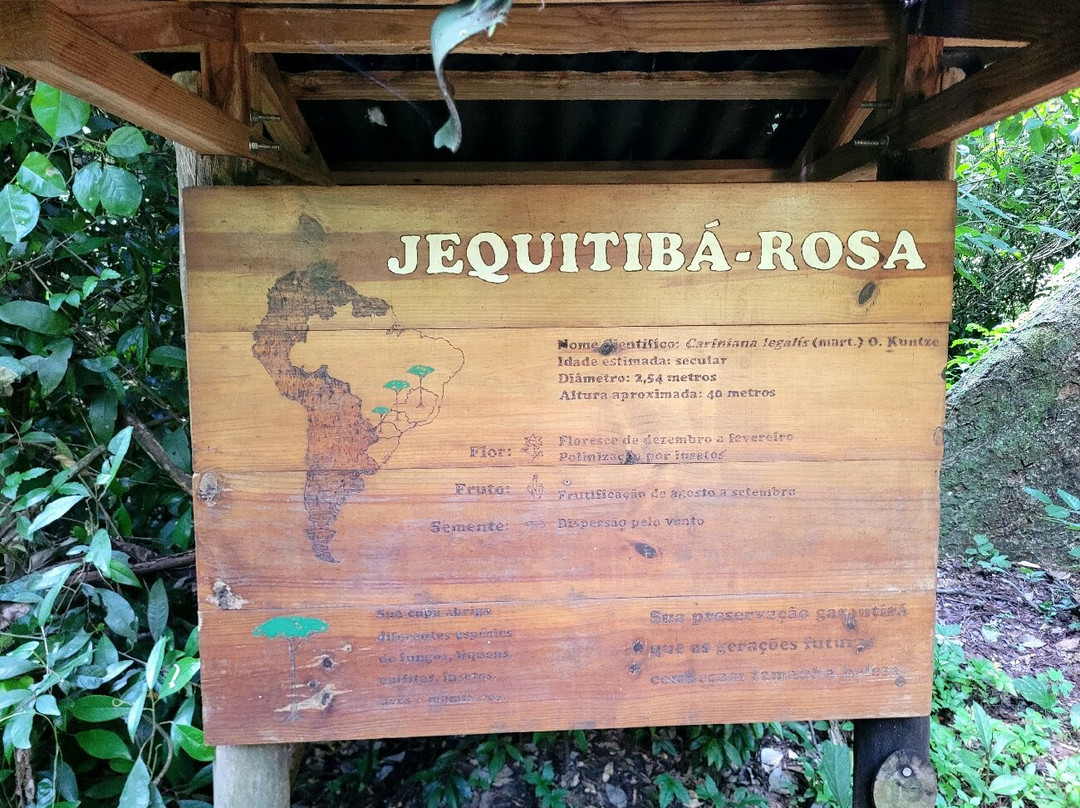 JEQUITIBÁ-ROSA
Nome científico: Cariniana legalis (mart.) O. Kuntze
Idade estimada: secular
Diâmetro: 2,54 metros
Altura aproximada: 40 metros
Flor: Floresce de dezembro a fevereiro
Polinização por insetos
Fruto: Frutificação de agosto a setembro
Semente: Dispersão pelo vento
Sua copa abriga
diferentes espécies
de fungos, líquens,
epífitas, insetos,
aves e mamíferos.
Sua preservação garantirá
que as gerações futuras
conheçam tamanha beleza.